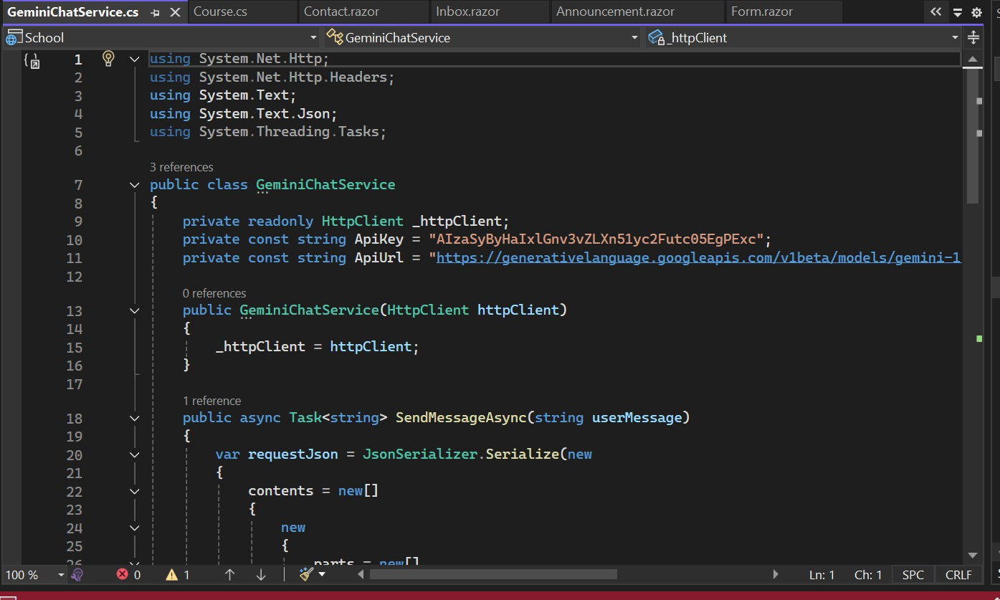 GeminiChatService.cs
Course.cs
Contact.razor
Inbox.razor
Announcement.razor
Form.razor
School
GeminiChatService
_httpClient
1 using System.Net.Http;
2 using System.Net.Http.Headers;
3 using System.Text;
4 using System.Text.Json;
5 using System.Threading.Tasks;
6
3 references
7 public class GeminiChatService
8 {
9 private readonly HttpClient _httpClient;
10 private const string ApiKey = "AIzaSyByHaIxlGnv3vZLXn51yc2Futc05EgPExc";
11 private const string ApiUrl = "https://generativelanguage.googleapis.com/v1beta/models/gemini-1
12
0 references
13 public GeminiChatService(HttpClient httpClient)
14 {
15 _httpClient = httpClient;
16 }
17
1 reference
18 public async Task<string> SendMessageAsync(string userMessage)
19 {
20 var requestJson = JsonSerializer.Serialize(new
21 {
22 contents = new[]
23 {
24 new
25 {
26 parts = new[]
100 %
0
1
Ln: 1
Ch: 1
SPC
CRLF